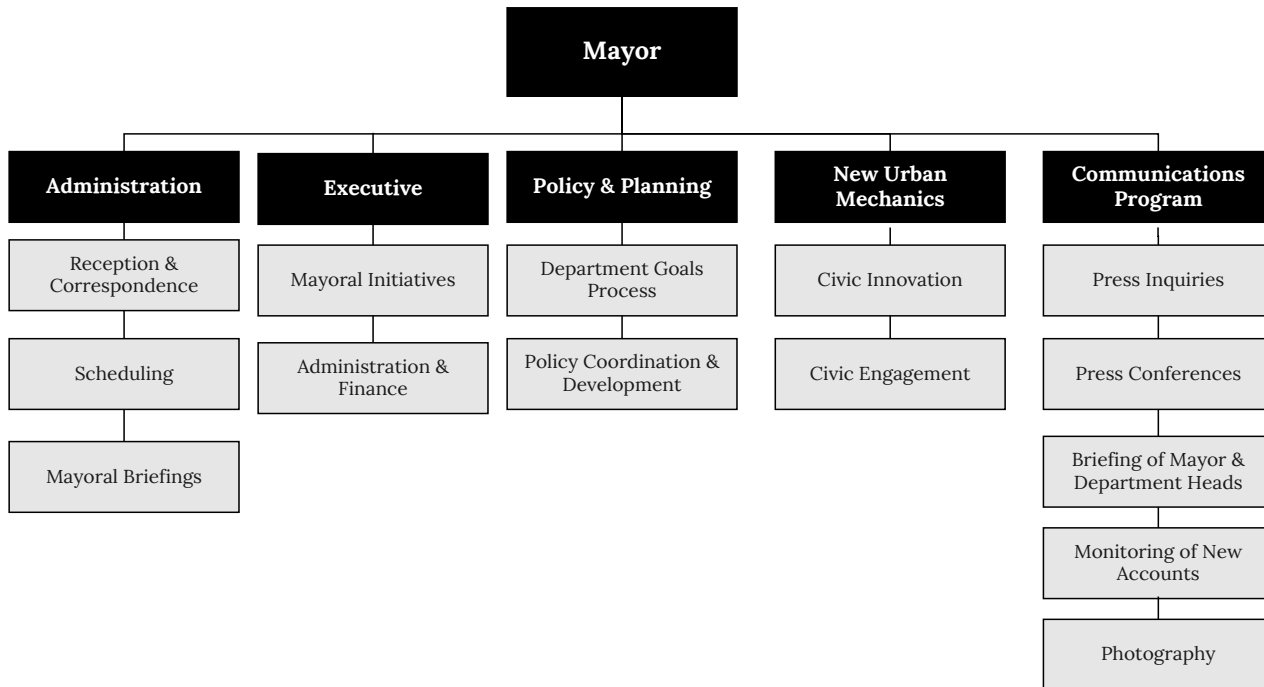 Mayor
Administration
Executive
Policy & Planning
New Urban
Mechanics
Communications
Program
Reception &
Correspondence
Scheduling
Mayoral Briefings
Mayoral Initiatives
Administration &
Finance
Department Goals
Process
Policy Coordination &
Development
Civic Innovation
Civic Engagement
Press Inquiries
Press Conferences
Briefing of Mayor &
Department Heads
Monitoring of New
Accounts
Photography